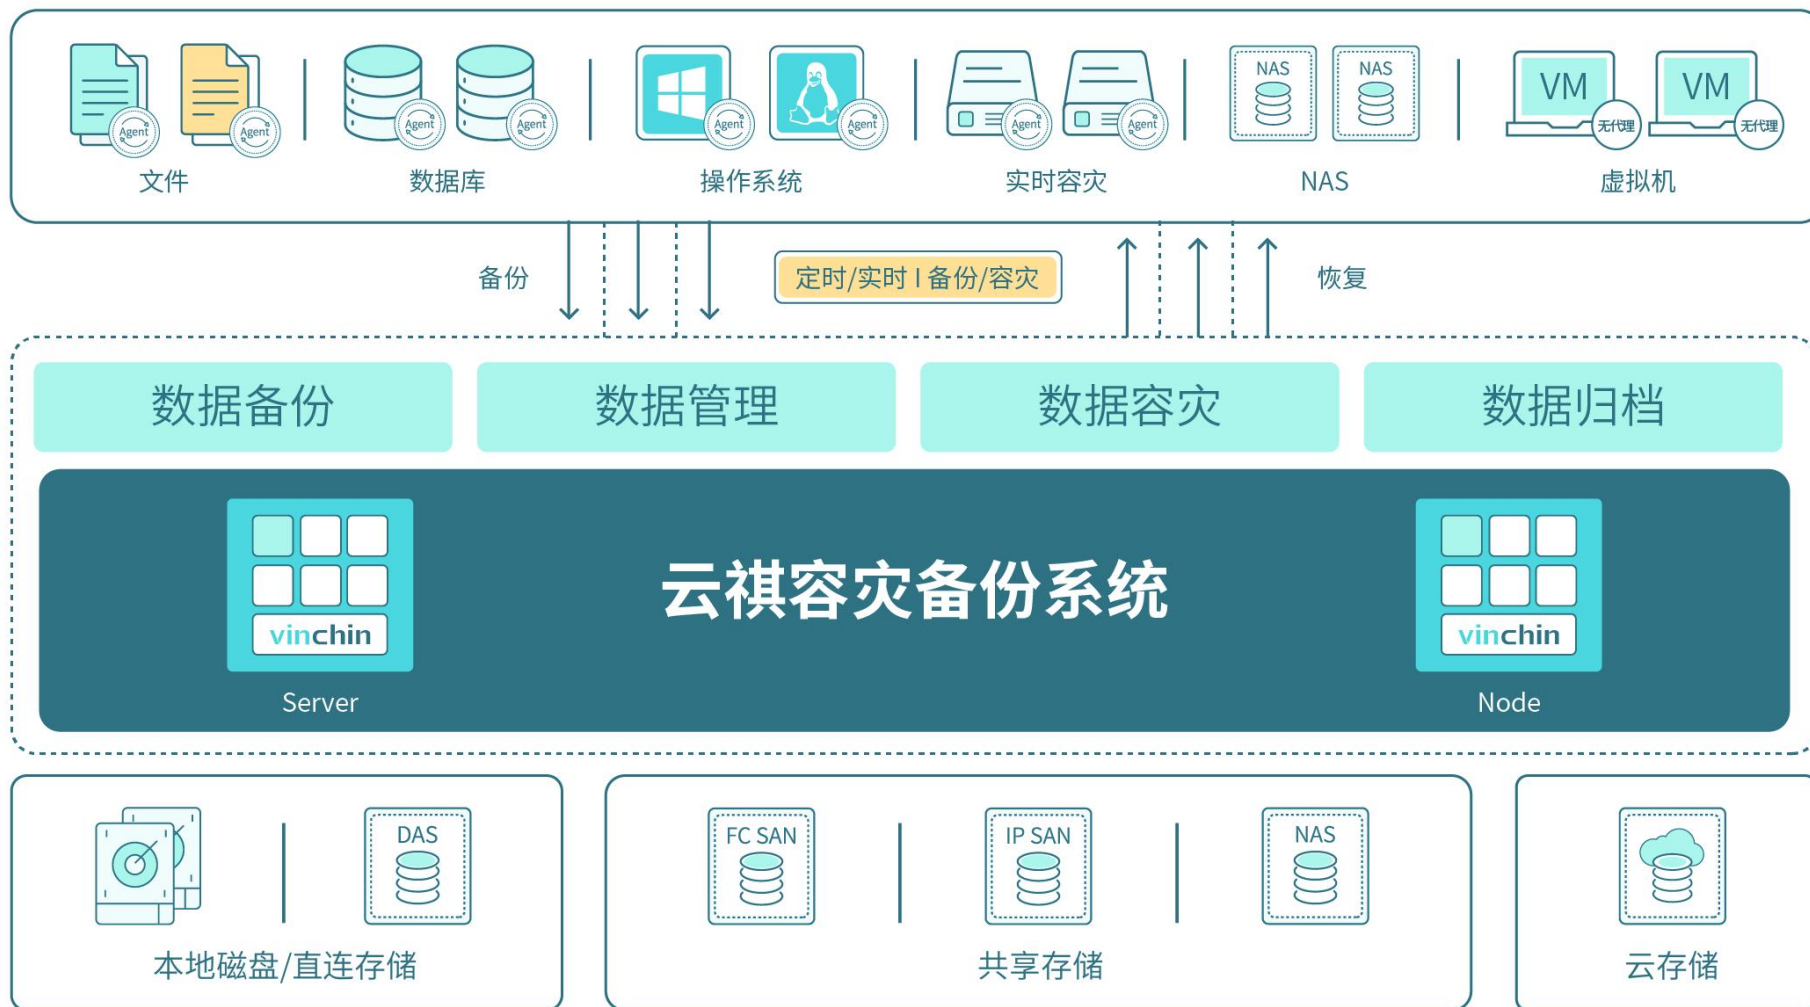 Agent
Agent
Agent
Agent
Agent
Agent
Agent
Agent
NAS
NAS
VM
无代理
VM
无代理
文件
数据库
操作系统
实时容灾
NAS
虚拟机
备份
定时/实时 | 备份/容灾
恢复
数据备份
数据管理
数据容灾
数据归档
vinchin
Server
云祺容灾备份系统
vinchin
Node
DAS
本地磁盘/直连存储
FC SAN
IP SAN
NAS
共享存储
云存储